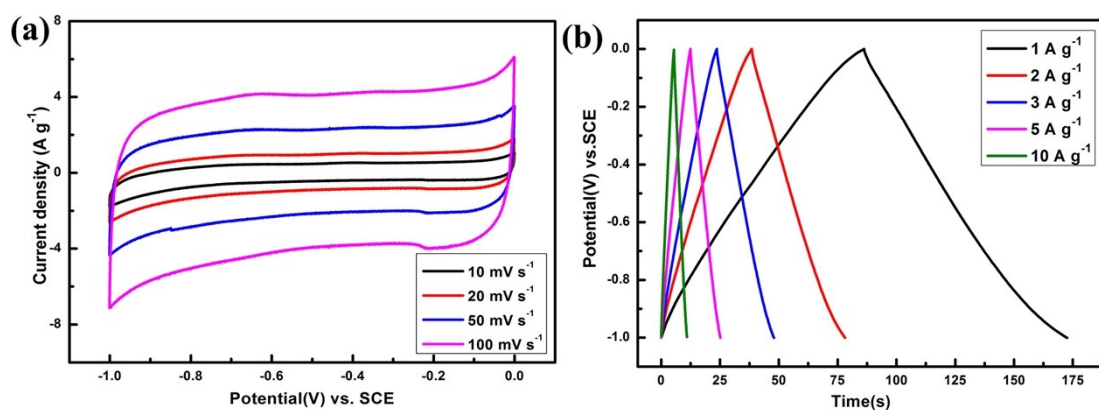 (a)
8
4
0
-4
-8
Current density (A g⁻¹)
-1.0
-0.8
-0.6
-0.4
-0.2
0.0
Potential(V) vs. SCE
10 mV s⁻¹
20 mV s⁻¹
50 mV s⁻¹
100 mV s⁻¹
(b)
0.0
-0.2
-0.4
-0.6
-0.8
-1.0
Potential(V) vs.SCE
0
25
50
75
100
125
150
175
Time(s)
1 A g⁻¹
2 A g⁻¹
3 A g⁻¹
5 A g⁻¹
10 A g⁻¹